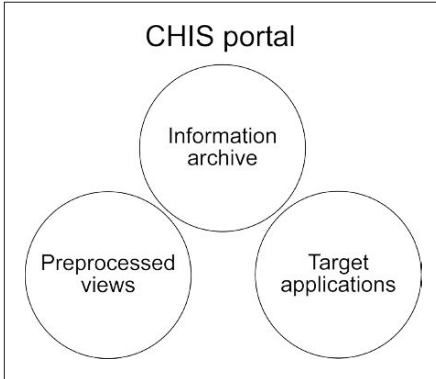 CHIS portal
Information
archive
Preprocessed
views
Target
applications